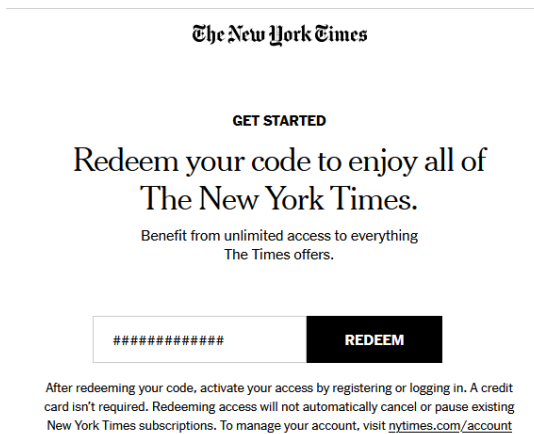 The New York Times
GET STARTED
Redeem your code to enjoy all of
The New York Times.
Benefit from unlimited access to everything
The Times offers.
############# REDEEM
After redeeming your code, activate your access by registering or logging in. A credit
card isn’t required. Redeeming access will not automatically cancel or pause existing
New York Times subscriptions. To manage your account, visit nytimes.com/account